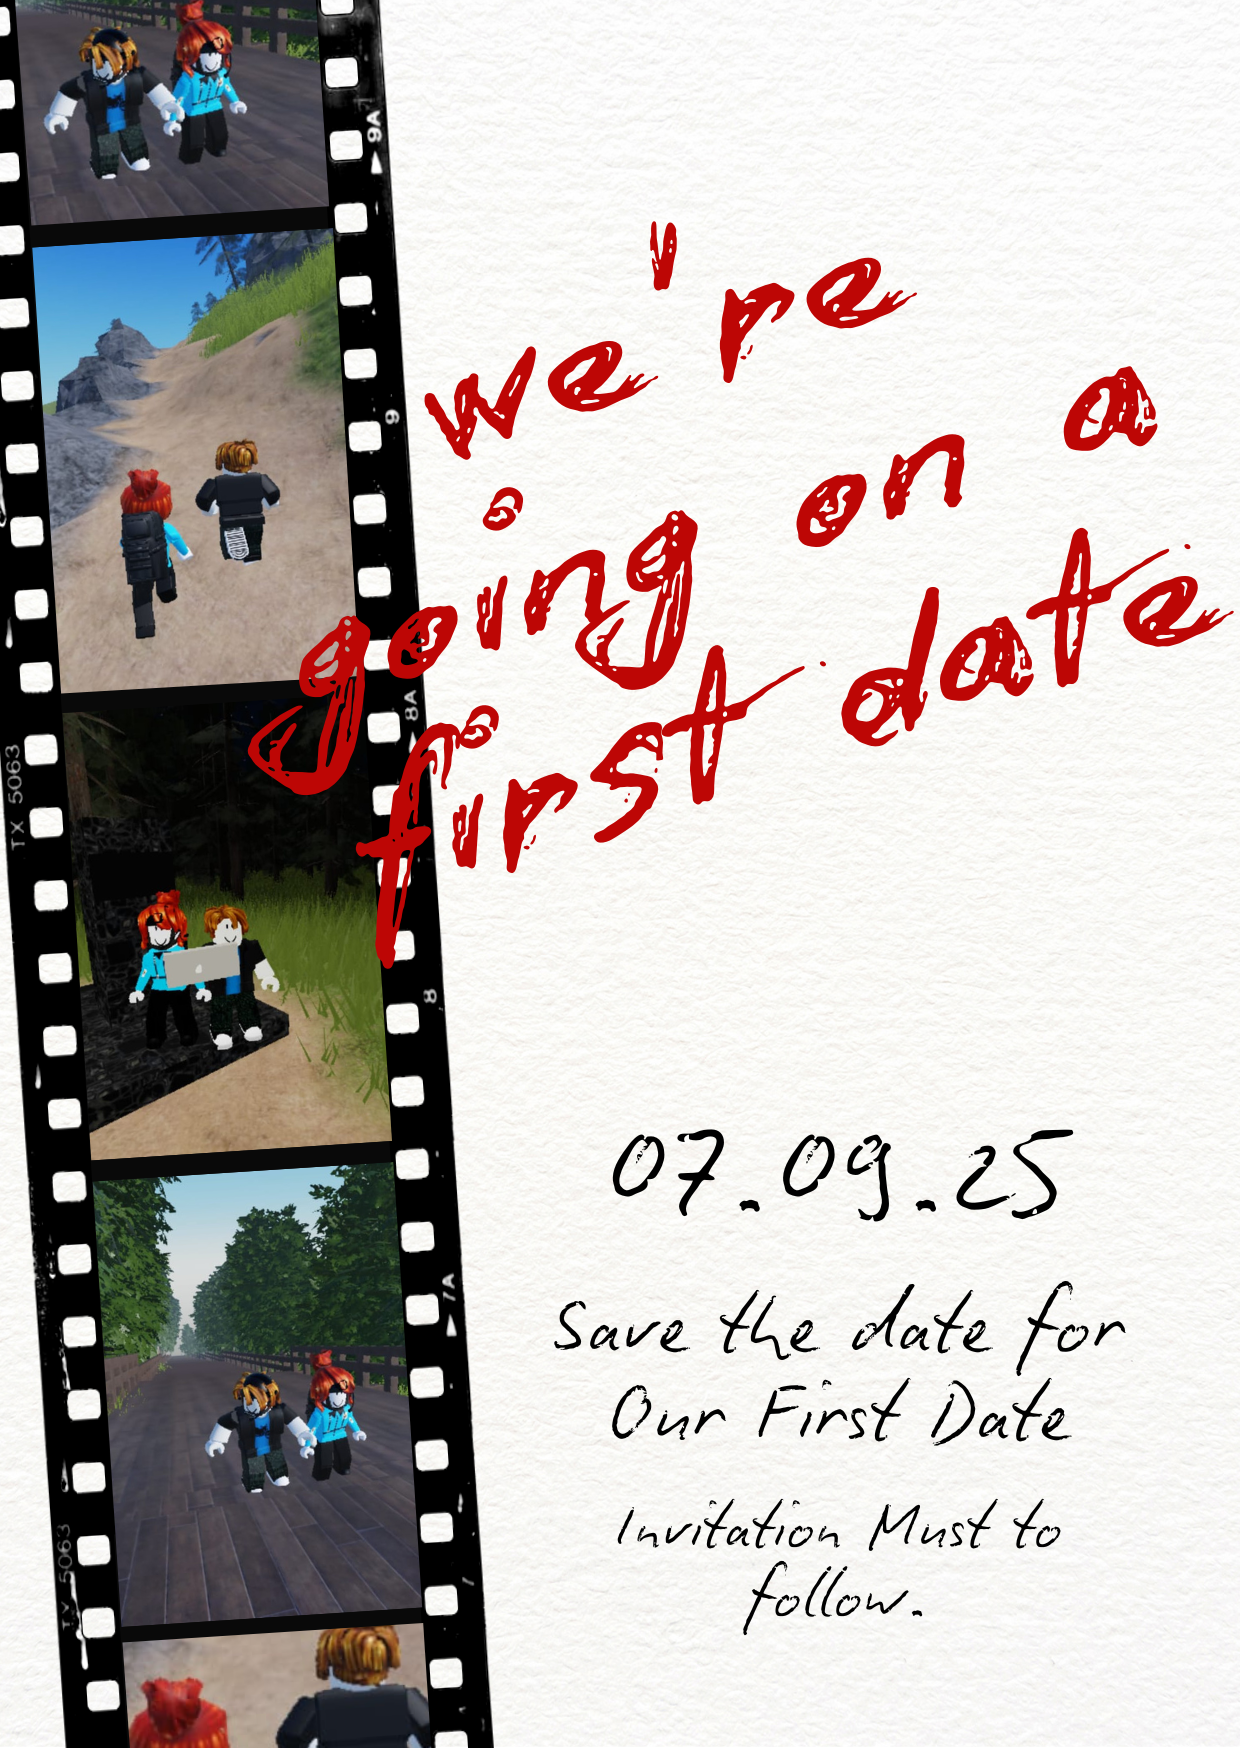 we're
going on a
first date
07.09.25
Save the date for
Our First Date
Invitation Must to
follow.
9A
9
8A
8
7A
TX 5063
TX 5063